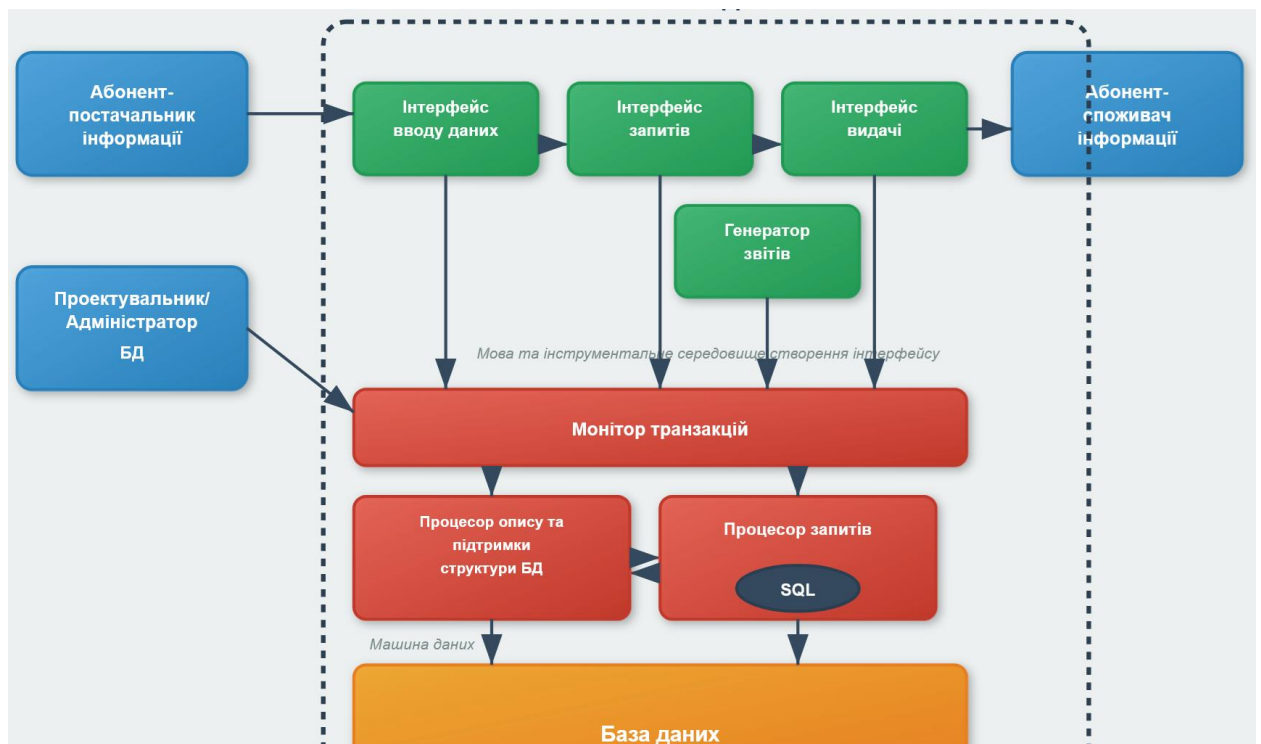 Абонент-
постачальник
інформації
Інтерфейс
вводу даних
Інтерфейс
запитів
Інтерфейс
видачі
Абонент-
споживач
інформації
Генератор
звітів
Проектувальник/
Адміністратор
БД
Мова та інструментальне середовище створення інтерфейсу
Монітор транзакцій
Процесор опису та
підтримки
структури БД
Процесор запитів
SQL
Машина даних
База даних